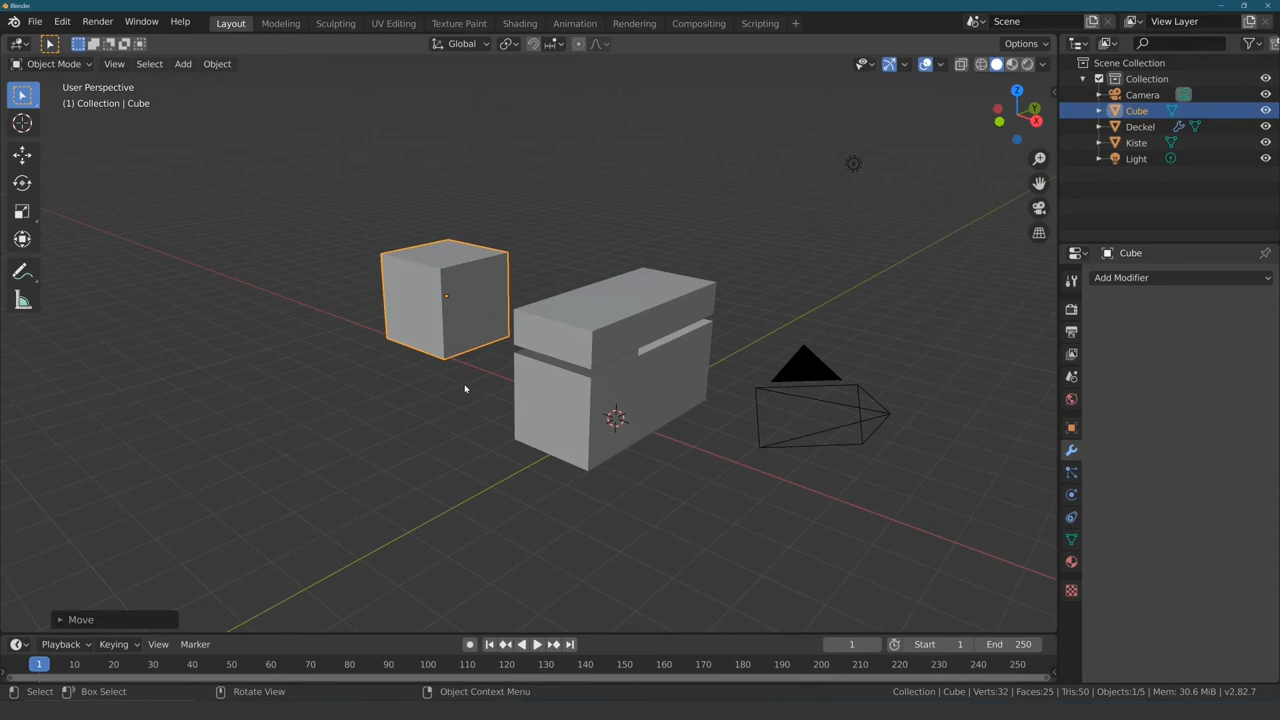 Blender
File Edit Render Window Help Layout Modeling Sculpting UV Editing Texture Paint Shading Animation Rendering Compositing Scripting + Scene View Layer
Global Options
Object Mode View Select Add Object
User Perspective
(1) Collection | Cube
Z
Y
X
Scene Collection
Collection
Camera
Cube
Deckel
Kiste
Light
Cube
Add Modifier
Move
Playback Keying View Marker 1 Start 1 End 250
1 10 20 30 40 50 60 70 80 90 100 110 120 130 140 150 160 170 180 190 200 210 220 230 240 250
Select Box Select Rotate View Object Context Menu Collection | Cube | Verts:32 | Faces:25 | Tris:50 | Objects:1/5 | Mem: 30.6 MiB | v2.82.7